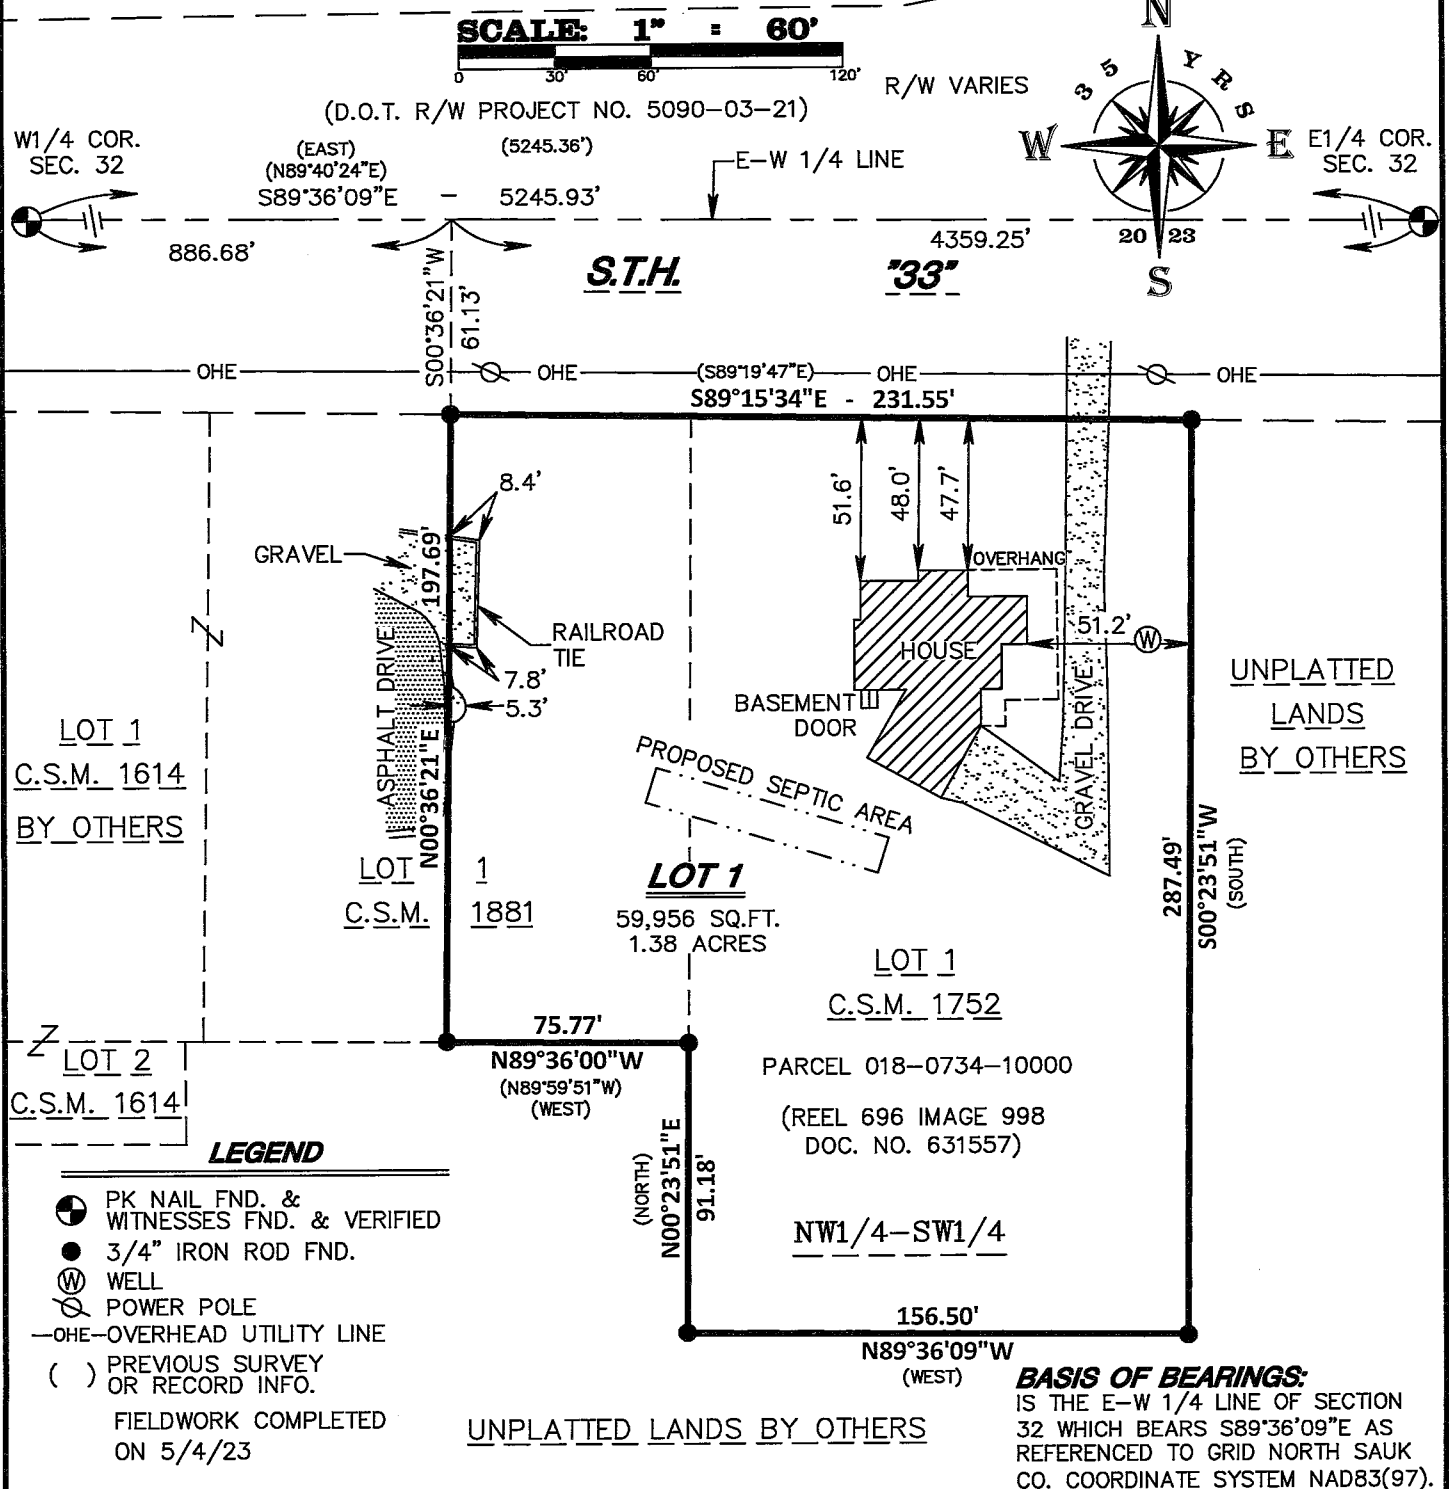 SCALE: 1" = 60'
0 30' 60' 120'
(D.O.T. R/W PROJECT NO. 5090-03-21)
R/W VARIES
N
35 YRS
W
E
20 23
S
W1/4 COR.
SEC. 32
(EAST)
(N89°40'24"E)
S89°36'09"E - 5245.93'
(5245.36')
E-W 1/4 LINE
E1/4 COR.
SEC. 32
886.68'
4359.25'
S.T.H. "33"
S00°36'21"W
61.13'
OHE OHE OHE OHE
(S89°19'47"E)
S89°15'34"E - 231.55'
8.4'
51.6'
48.0'
47.7'
GRAVEL
197.69'
N00°36'21"E
RAILROAD
TIE
7.8'
5.3'
ASPHALT DRIVE
OVERHANG
HOUSE
51.2'
W
BASEMENT
DOOR
GRAVEL DRIVE
PROPOSED SEPTIC AREA
Z
LOT 1
C.S.M. 1614
BY OTHERS
UNPLATTED
LANDS
BY OTHERS
LOT 1
C.S.M. 1881
LOT 1
59,956 SQ.FT.
1.38 ACRES
287.49'
S00°23'51"W
(SOUTH)
LOT 1
C.S.M. 1752
PARCEL 018-0734-10000
(REEL 696 IMAGE 998
DOC. NO. 631557)
NW1/4-SW1/4
75.77'
N89°36'00"W
(N89°59'51"W)
(WEST)
Z
LOT 2
C.S.M. 1614
(NORTH)
N00°23'51"E
91.18'
156.50'
N89°36'09"W
(WEST)
LEGEND
PK NAIL FND. &
WITNESSES FND. & VERIFIED
3/4" IRON ROD FND.
W WELL
POWER POLE
-OHE-OVERHEAD UTILITY LINE
( ) PREVIOUS SURVEY
OR RECORD INFO.
FIELDWORK COMPLETED
ON 5/4/23
UNPLATTED LANDS BY OTHERS
BASIS OF BEARINGS:
IS THE E-W 1/4 LINE OF SECTION
32 WHICH BEARS S89°36'09"E AS
REFERENCED TO GRID NORTH SAUK
CO. COORDINATE SYSTEM NAD83(97).